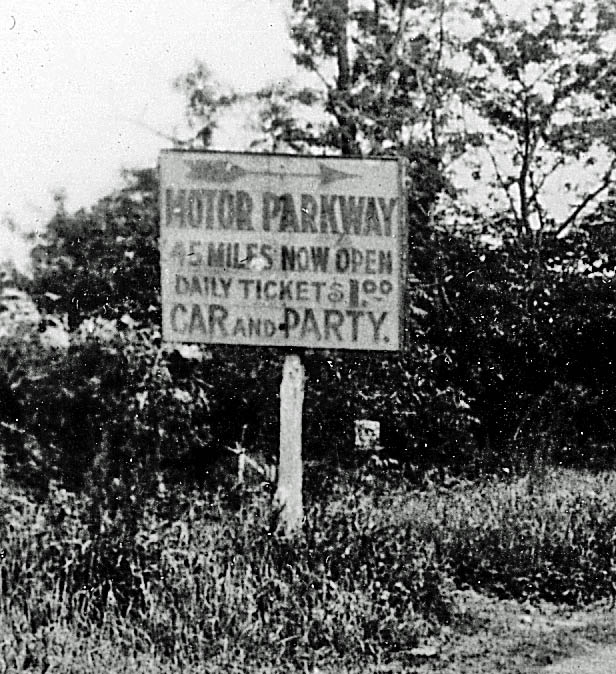 MOTOR PARKWAY
45 MILES NOW OPEN
DAILY TICKETS $1.00
CAR AND PARTY.